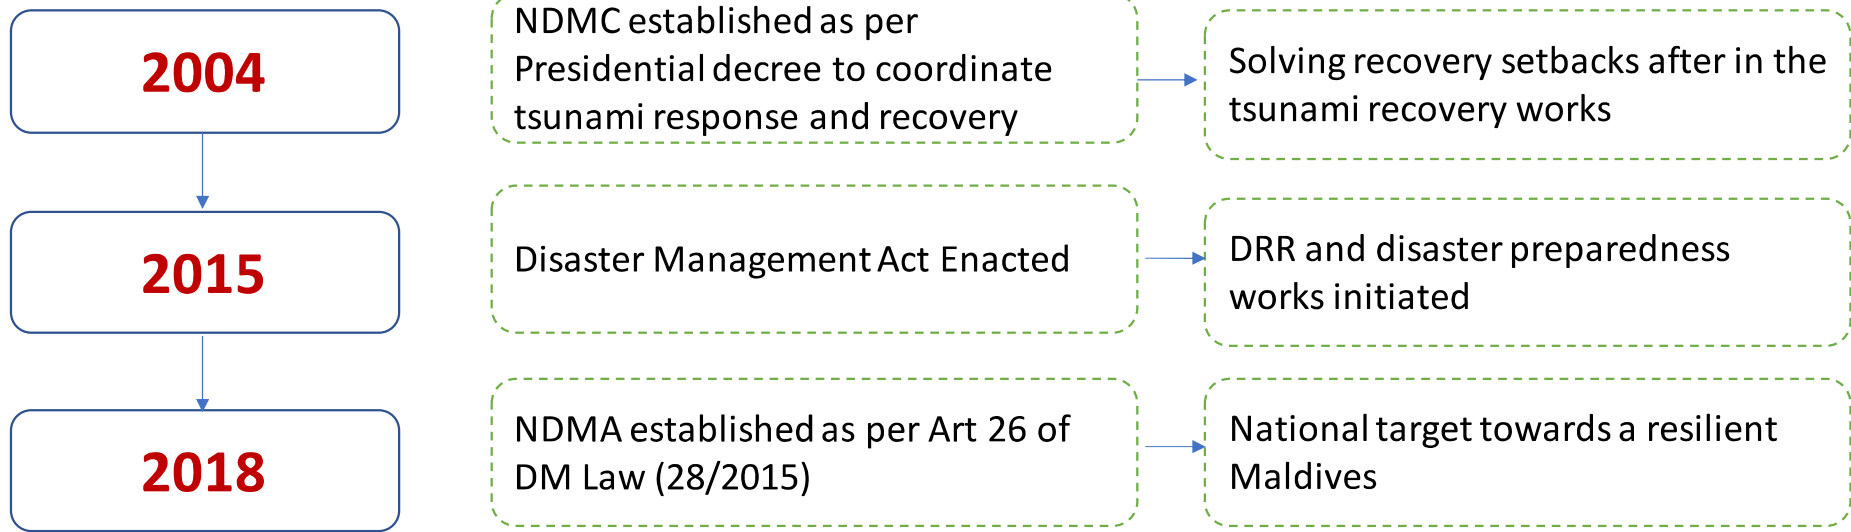 2004
NDMC established as per
Presidential decree to coordinate
tsunami response and recovery
Solving recovery setbacks after in the
tsunami recovery works
2015
Disaster Management Act Enacted
DRR and disaster preparedness
works initiated
2018
NDMA established as per Art 26 of
DM Law (28/2015)
National target towards a resilient
Maldives